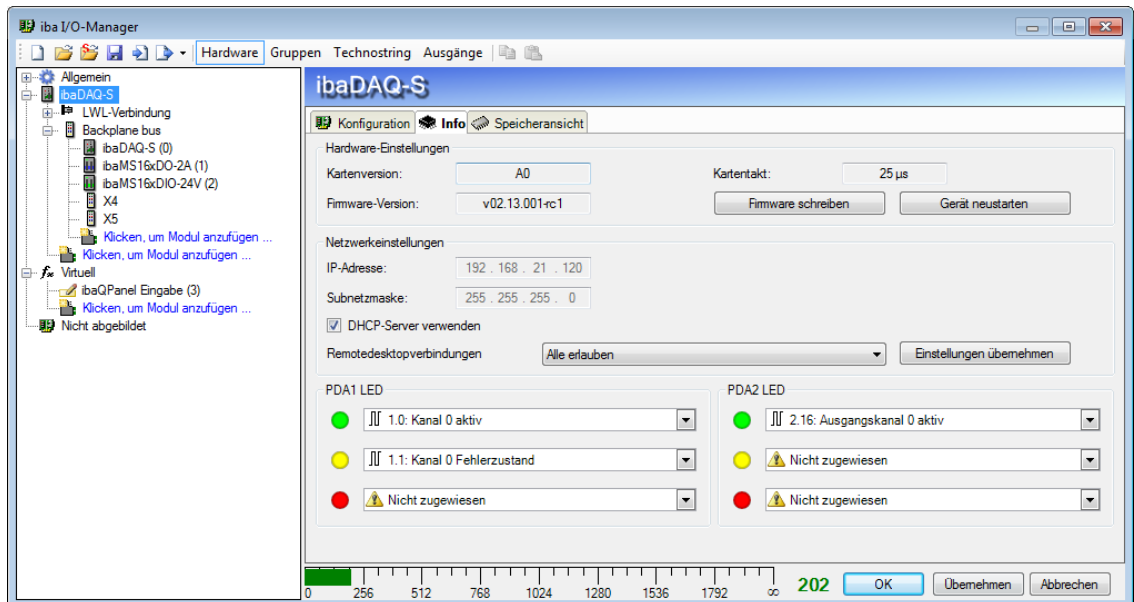 iba I/O-Manager
Hardware Gruppen Technostring Ausgänge
Allgemein
ibaDAQ-S
LWL-Verbindung
Backplane bus
ibaDAQ-S (0)
ibaMS16xDO-2A (1)
ibaMS16xDIO-24V (2)
X4
X5
Klicken, um Modul anzufügen ...
Klicken, um Modul anzufügen ...
Virtuell
ibaQPanel Eingabe (3)
Klicken, um Modul anzufügen ...
Nicht abgebildet
ibaDAQ-S
Konfiguration Info Speicheransicht
Hardware-Einstellungen
Kartenversion: A0 Kartentakt: 25 µs
Firmware-Version: v02.13.001-rc1 Firmware schreiben Gerät neustarten
Netzwerkeinstellungen
IP-Adresse: 192 . 168 . 21 . 120
Subnetzmaske: 255 . 255 . 255 . 0
DHCP-Server verwenden
Remotedesktopverbindungen Alle erlauben Einstellungen übernehmen
PDA1 LED PDA2 LED
1.0: Kanal 0 aktiv 2.16: Ausgangskanal 0 aktiv
1.1: Kanal 0 Fehlerzustand Nicht zugewiesen
Nicht zugewiesen Nicht zugewiesen
0 256 512 768 1024 1280 1536 1792 ∞ 202 OK Übernehmen Abbrechen